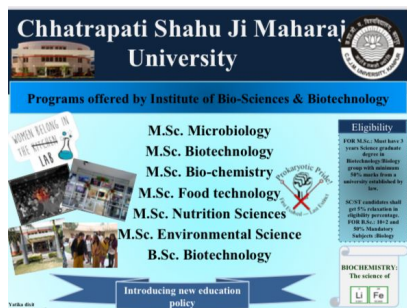 Chhatrapati Shahu Ji Maharaj
University
Programs offered by Institute of Bio-Sciences & Biotechnology
WOMEN BELONG
IN THE KITCHEN
LAB
M.Sc. Microbiology
M.Sc. Biotechnology
M.Sc. Bio-chemistry
M.Sc. Food technology
M.Sc. Nutrition Sciences
M.Sc. Environmental Science
B.Sc. Biotechnology
Prokaryotic Pride!
Eligibility
FOR M.Sc.: Must have 3
years Science graduate
degree in
Biotechnology/Biology
group with minimum
50% marks from a
university established by
law.
SC/ST candidates shall
get 5% relaxation in
eligibility percentage.
FOR B.Sc.: 10+2 and
50% Mandatory
Subjects :Biology
BIOCHEMISTRY:
The science of
Li Fe
Introducing new education
policy